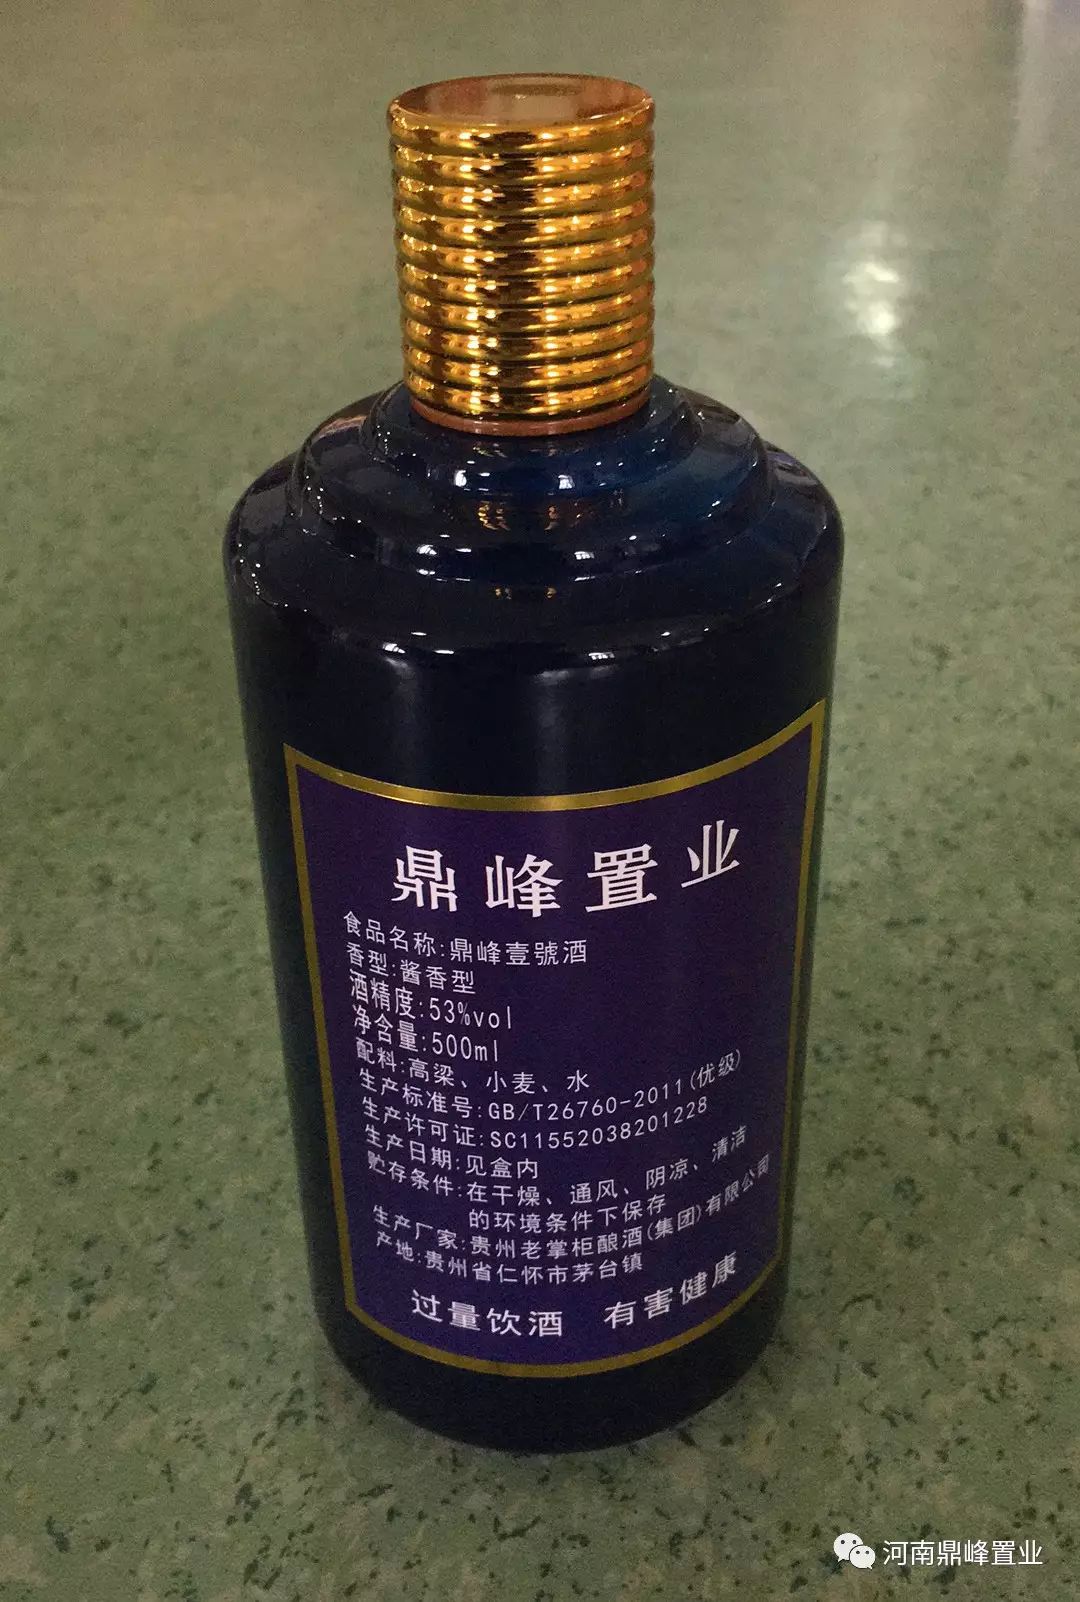 鼎峰置业
食品名称:鼎峰壹號酒
香型:酱香型
酒精度:53%vol
净含量:500ml
配料:高粱、小麦、水
生产标准号:GB/T26760-2011(优级)
生产许可证:SC11552038201228
生产日期:见盒内
贮存条件:在干燥、通风、阴凉、清洁
的环境条件下保存
生产厂家:贵州老掌柜酿酒(集团)有限公司
产地:贵州省仁怀市茅台镇
过量饮酒 有害健康
河南鼎峰置业